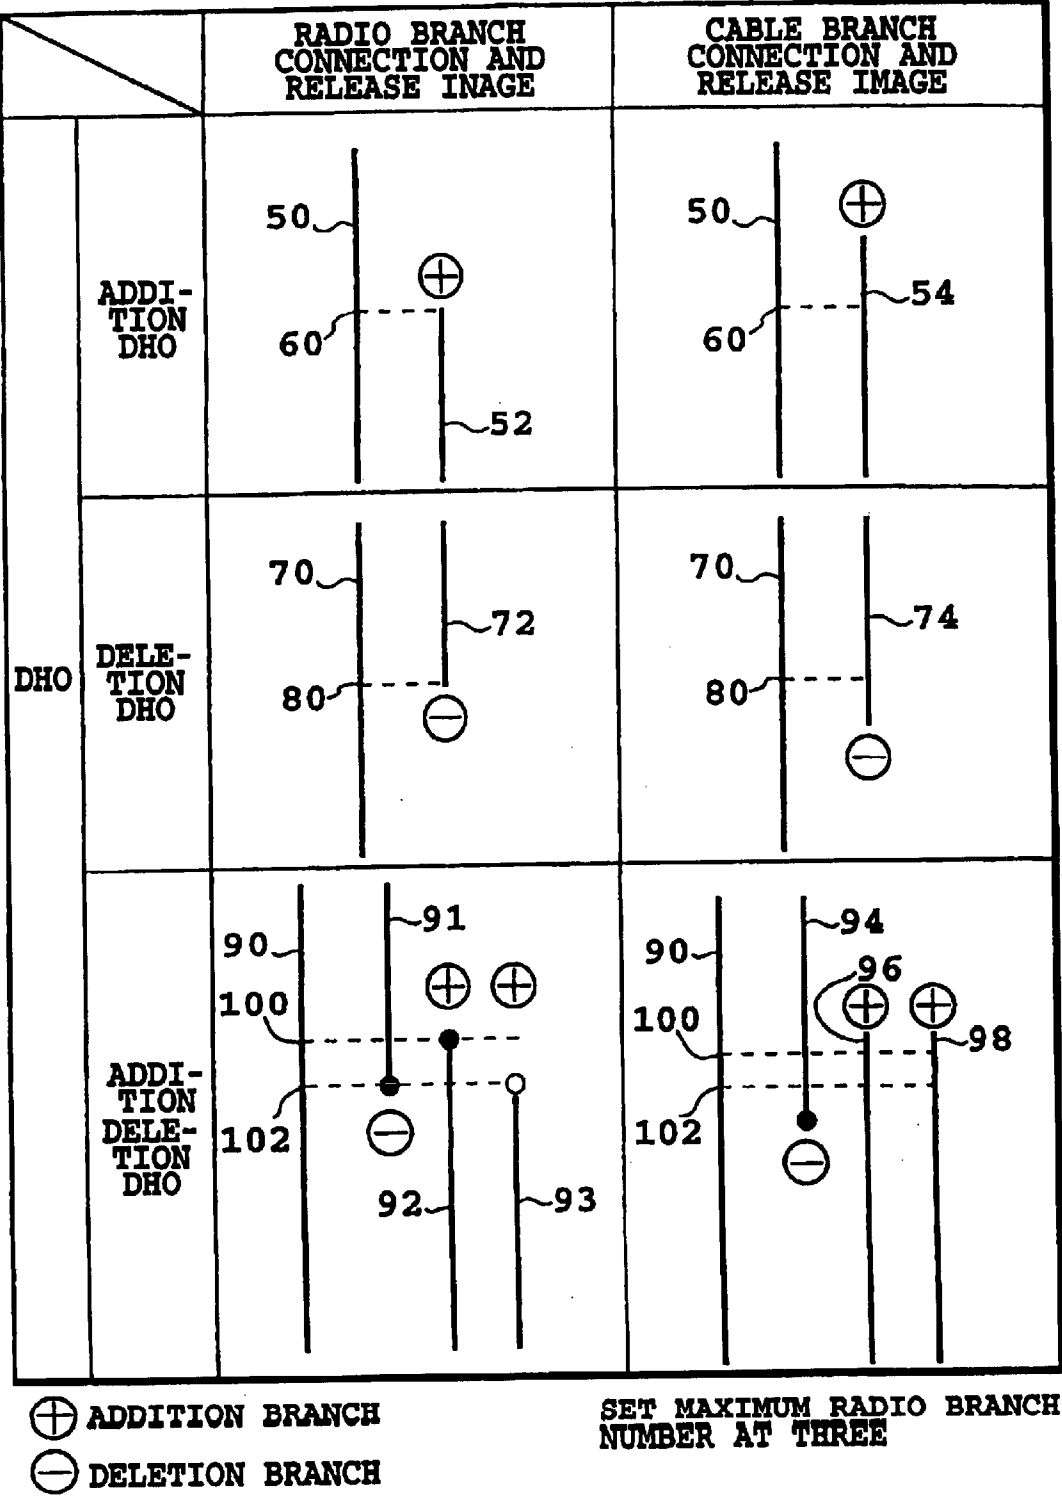 RADIO BRANCH
CONNECTION AND
RELEASE INAGE
CABLE BRANCH
CONNECTION AND
RELEASE IMAGE
DHO
ADDI-
TION
DHO
50
60
52
50
60
54
DELE-
TION
DHO
70
72
80
70
74
80
ADDI-
TION
DELE-
TION
DHO
90
91
100
102
92
93
90
94
96
100
98
102
ADDITION BRANCH
DELETION BRANCH
SET MAXIMUM RADIO BRANCH
NUMBER AT THREE